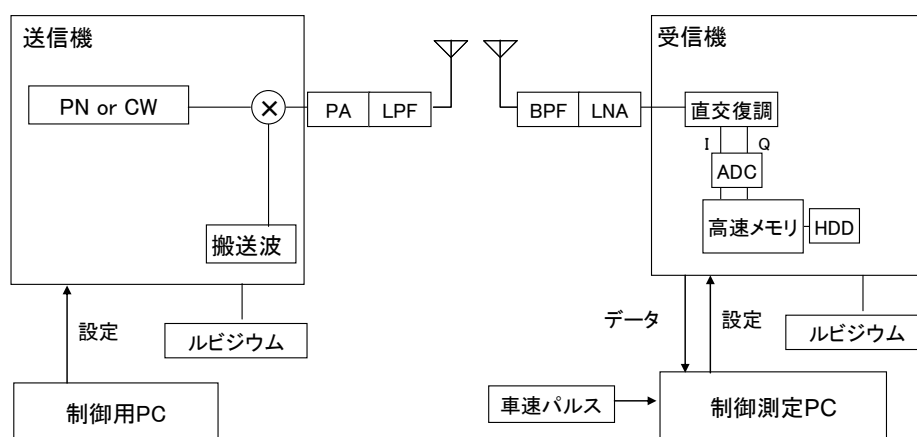 送信機
PN or CW
PA
LPF
搬送波
設定
ルビジウム
制御用PC
受信機
BPF
LNA
直交復調
I
Q
ADC
高速メモリ
HDD
データ
設定
ルビジウム
車速パルス
制御測定PC